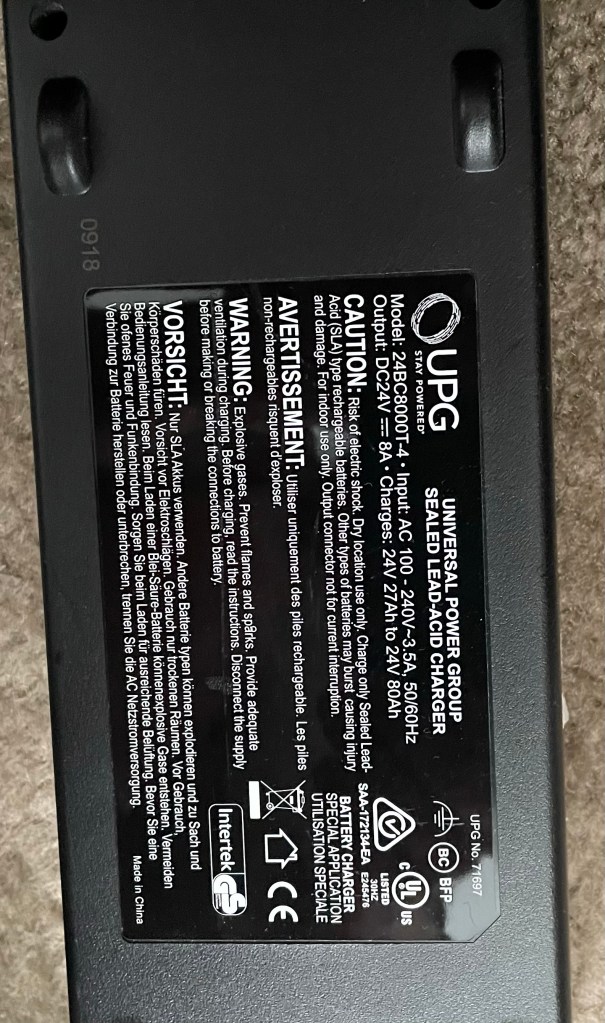 0918
UPG
STAY POWERED®
UNIVERSAL POWER GROUP
SEALED LEAD-ACID CHARGER
UPG No. 71697
Model: 24BC8000T-4 • Input: AC 100 - 240V~3.5A, 50/60Hz
Output: DC24V ⎓ 8A • Charges: 24V 27Ah to 24V 80Ah
BC BFP
CAUTION: Risk of electric shock. Dry location use only. Charge only Sealed Lead-
Acid (SLA) type rechargeable batteries. Other types of batteries may burst causing injury
and damage. For indoor use only. Output connector not for current interruption.
C UL US
LISTED
30HZ
E245476
SAA-172134-EA
AVERTISSEMENT: Utiliser uniquement des piles rechargeable. Les piles
non-rechargeables risquent d'exploser.
BATTERY CHARGER
SPECIAL APPLICATION
UTILISATION SPECIALE
WARNING: Explosive gases. Prevent flames and sparks. Provide adequate
ventilation during charging. Before charging, read the instructions. Disconnect the supply
before making or breaking the connections to battery.
CE
Intertek GS
VORSICHT: Nur SLA Akkus verwenden. Andere Batterie typen können explodieren und zu Sach und
Körperschäden füren. Vorsicht vor Elektroschlägen. Gebrauch nur trockenen Räumen. Vor Gebrauch,
Bedienungsanleitung lesen. Beim Laden einer Blei-Säure-Batterie könnenexplosive Gase entstehen. Vermeiden
Sie ofenes Feuer und Funkenbindung. Sorgen Sie beim Laden für ausreichende Belüftung. Bevor Sie eine
Verbindung zur Batterie herstellen oder unterbrechen, trennen Sie die AC Netzstromversorgung.
Made in China